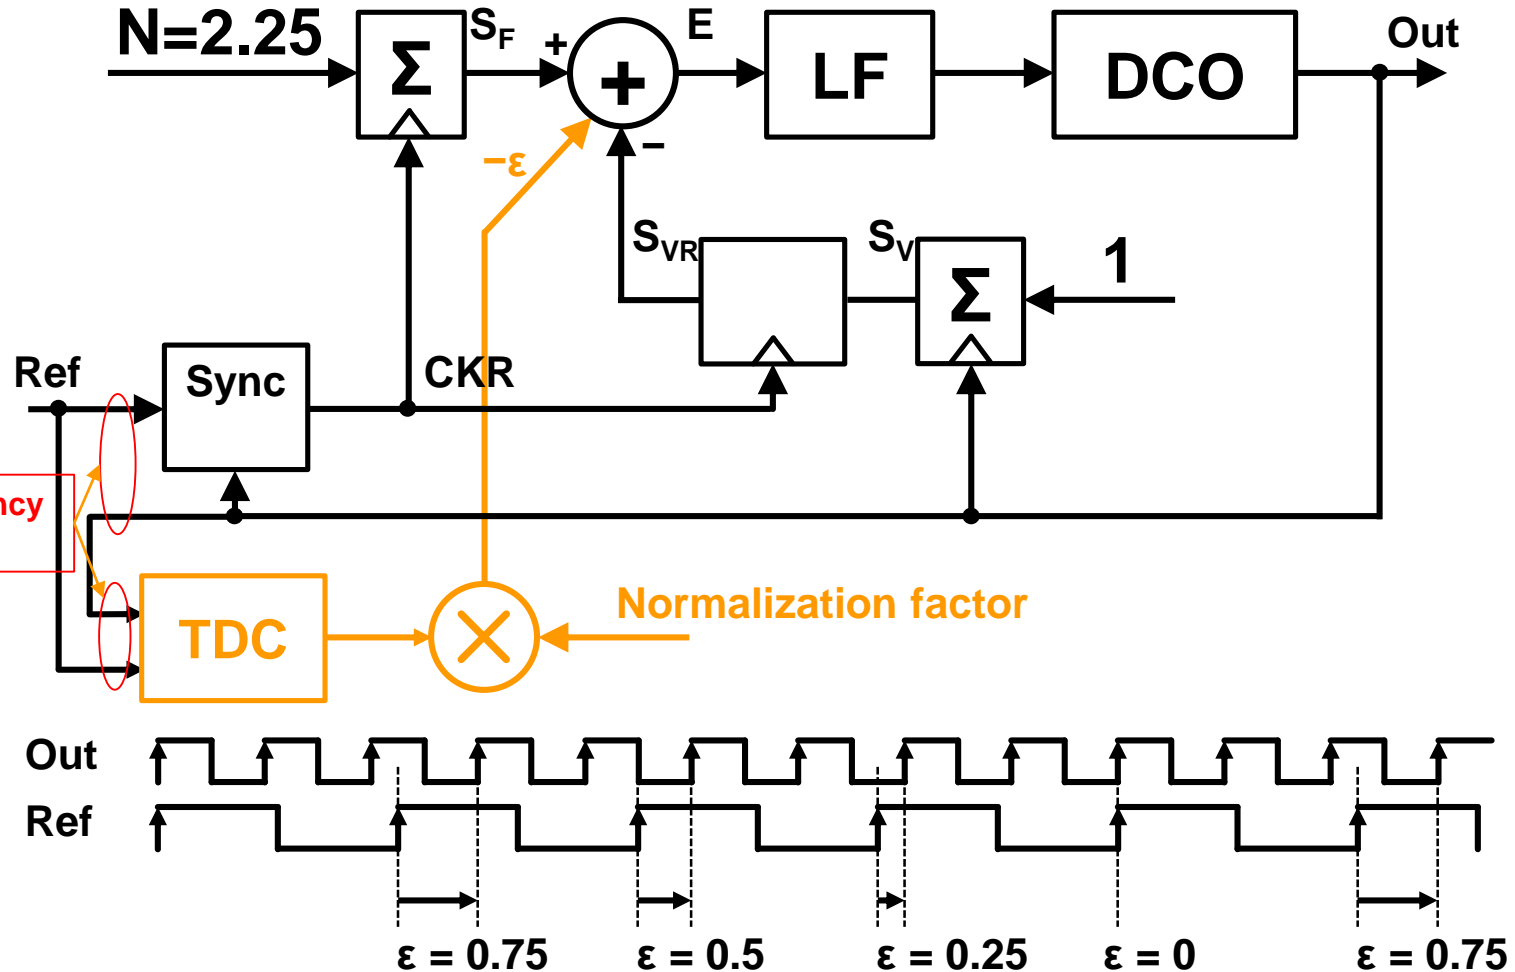 N=2.25
Σ
SF
+
+
E
LF
DCO
Out
−ε
−
SVR
SV
Σ
1
Ref
Sync
CKR
ncy
TDC
Normalization factor
Out
Ref
ε = 0.75
ε = 0.5
ε = 0.25
ε = 0
ε = 0.75